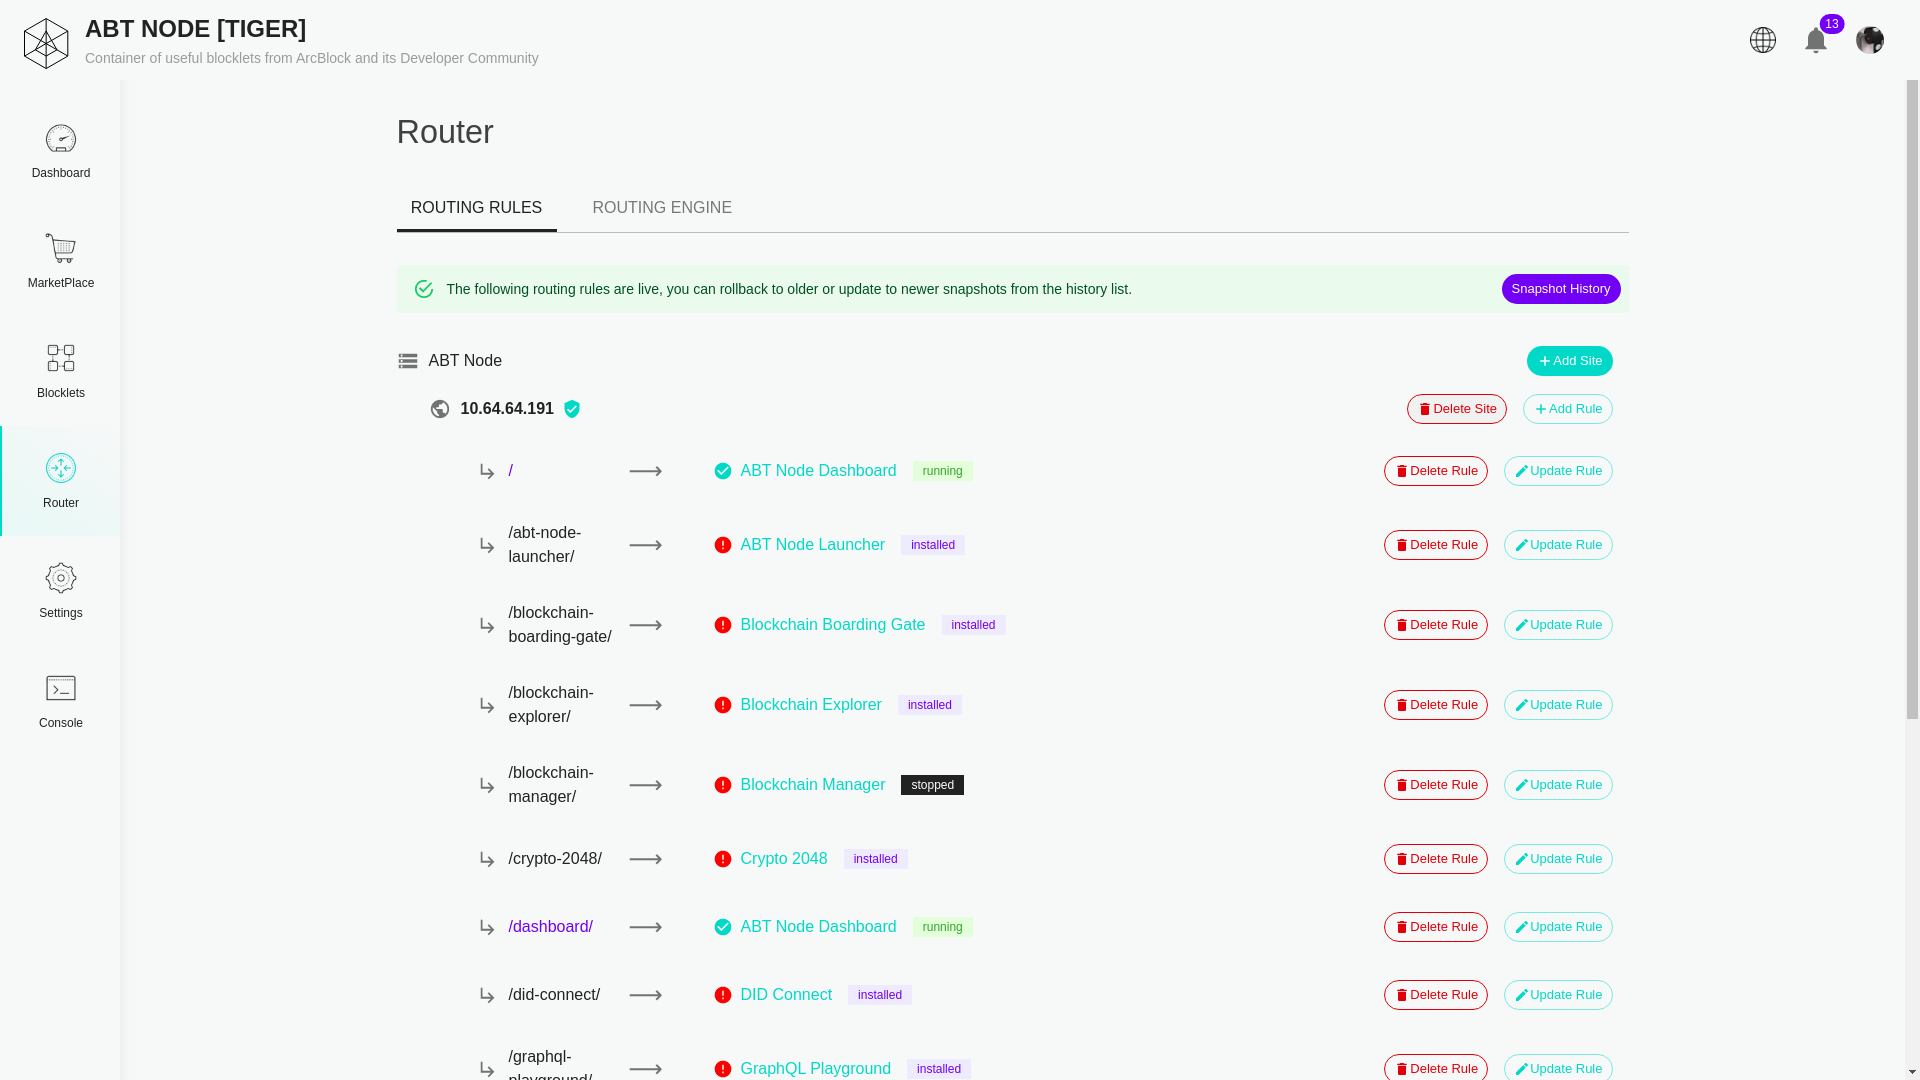 ABT NODE [TIGER]
Container of useful blocklets from ArcBlock and its Developer Community
13
Dashboard
MarketPlace
Blocklets
Router
Settings
Console
Router
ROUTING RULES
ROUTING ENGINE
The following routing rules are live, you can rollback to older or update to newer snapshots from the history list.
Snapshot History
ABT Node
Add Site
10.64.64.191
Delete Site
Add Rule
/
ABT Node Dashboard
running
Delete Rule
Update Rule
/abt-node-
launcher/
ABT Node Launcher
installed
Delete Rule
Update Rule
/blockchain-
boarding-gate/
Blockchain Boarding Gate
installed
Delete Rule
Update Rule
/blockchain-
explorer/
Blockchain Explorer
installed
Delete Rule
Update Rule
/blockchain-
manager/
Blockchain Manager
stopped
Delete Rule
Update Rule
/crypto-2048/
Crypto 2048
installed
Delete Rule
Update Rule
/dashboard/
ABT Node Dashboard
running
Delete Rule
Update Rule
/did-connect/
DID Connect
installed
Delete Rule
Update Rule
/graphql-
playground/
GraphQL Playground
installed
Delete Rule
Update Rule